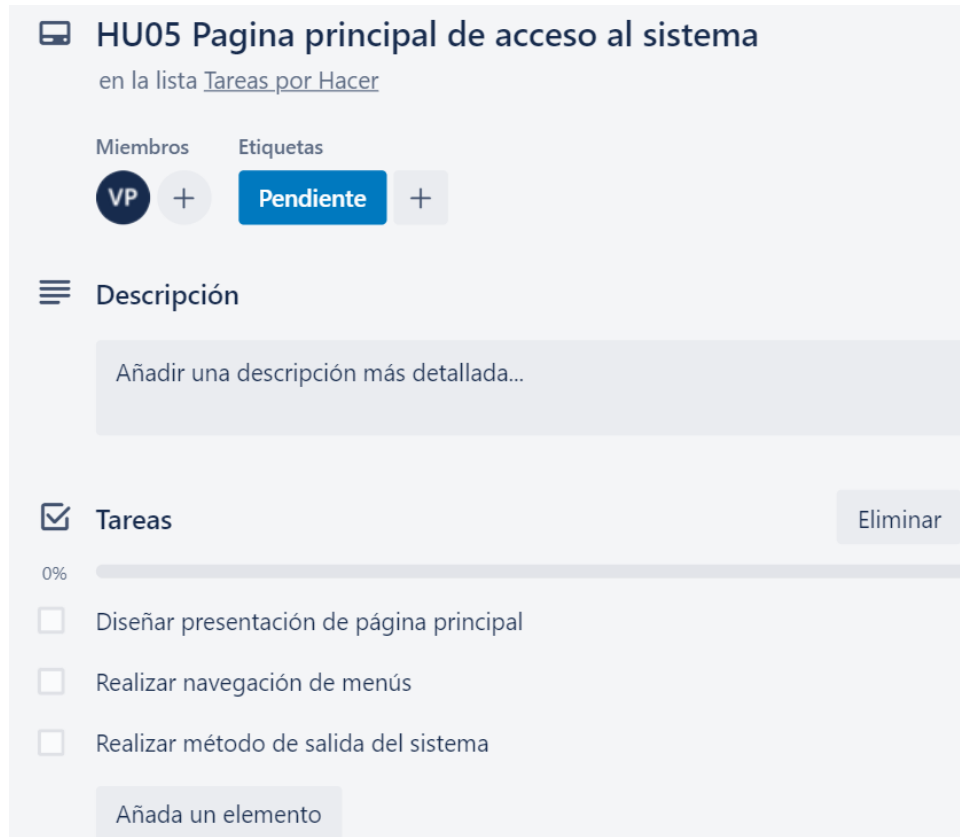 HU05 Pagina principal de acceso al sistema
en la lista Tareas por Hacer
Miembros Etiquetas
VP + Pendiente +
Descripción
Añadir una descripción más detallada...
Tareas Eliminar
0%
Diseñar presentación de página principal
Realizar navegación de menús
Realizar método de salida del sistema
Añada un elemento